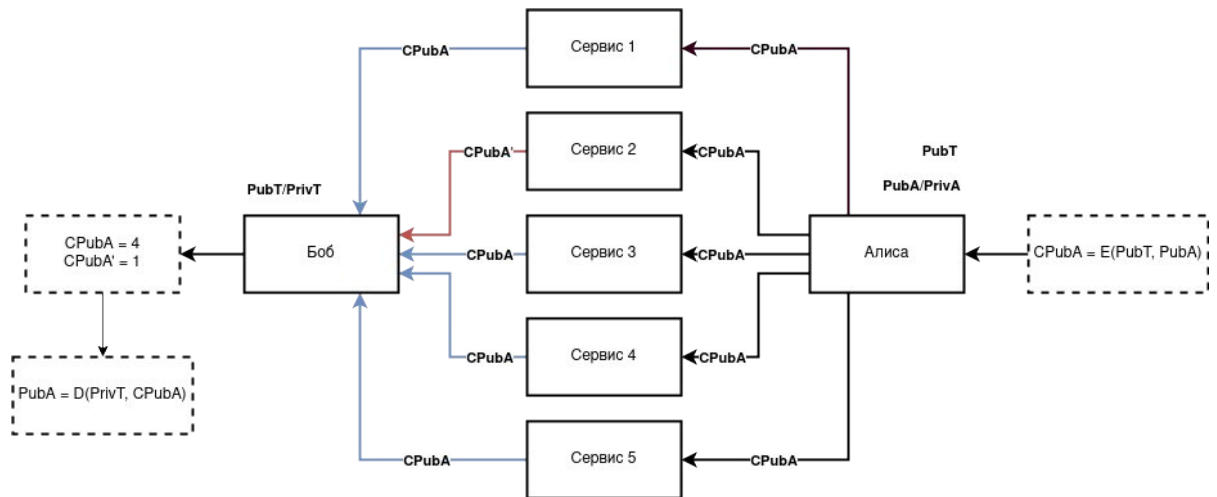 CPubA
Сервис 1
CPubA
CPubA'
Сервис 2
CPubA
PubT
PubT/PrivT
PubA/PrivA
CPubA = 4
CPubA' = 1
Боб
CPubA
Сервис 3
CPubA
Алиса
CPubA = E(PubT, PubA)
CPubA
Сервис 4
CPubA
PubA = D(PrivT, CPubA)
CPubA
Сервис 5
CPubA